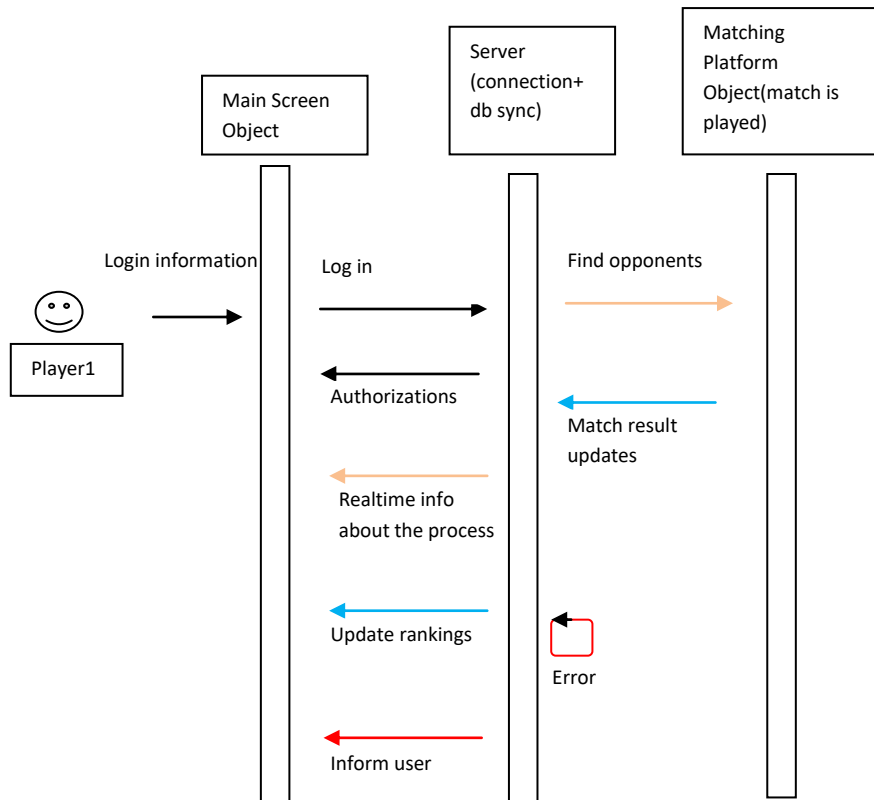 Matching
Platform
Object(match is
played)
Server
(connection+
db sync)
Main Screen
Object
Login information
Log in
Find opponents
Player1
Authorizations
Match result
updates
Realtime info
about the process
Update rankings
Error
Inform user